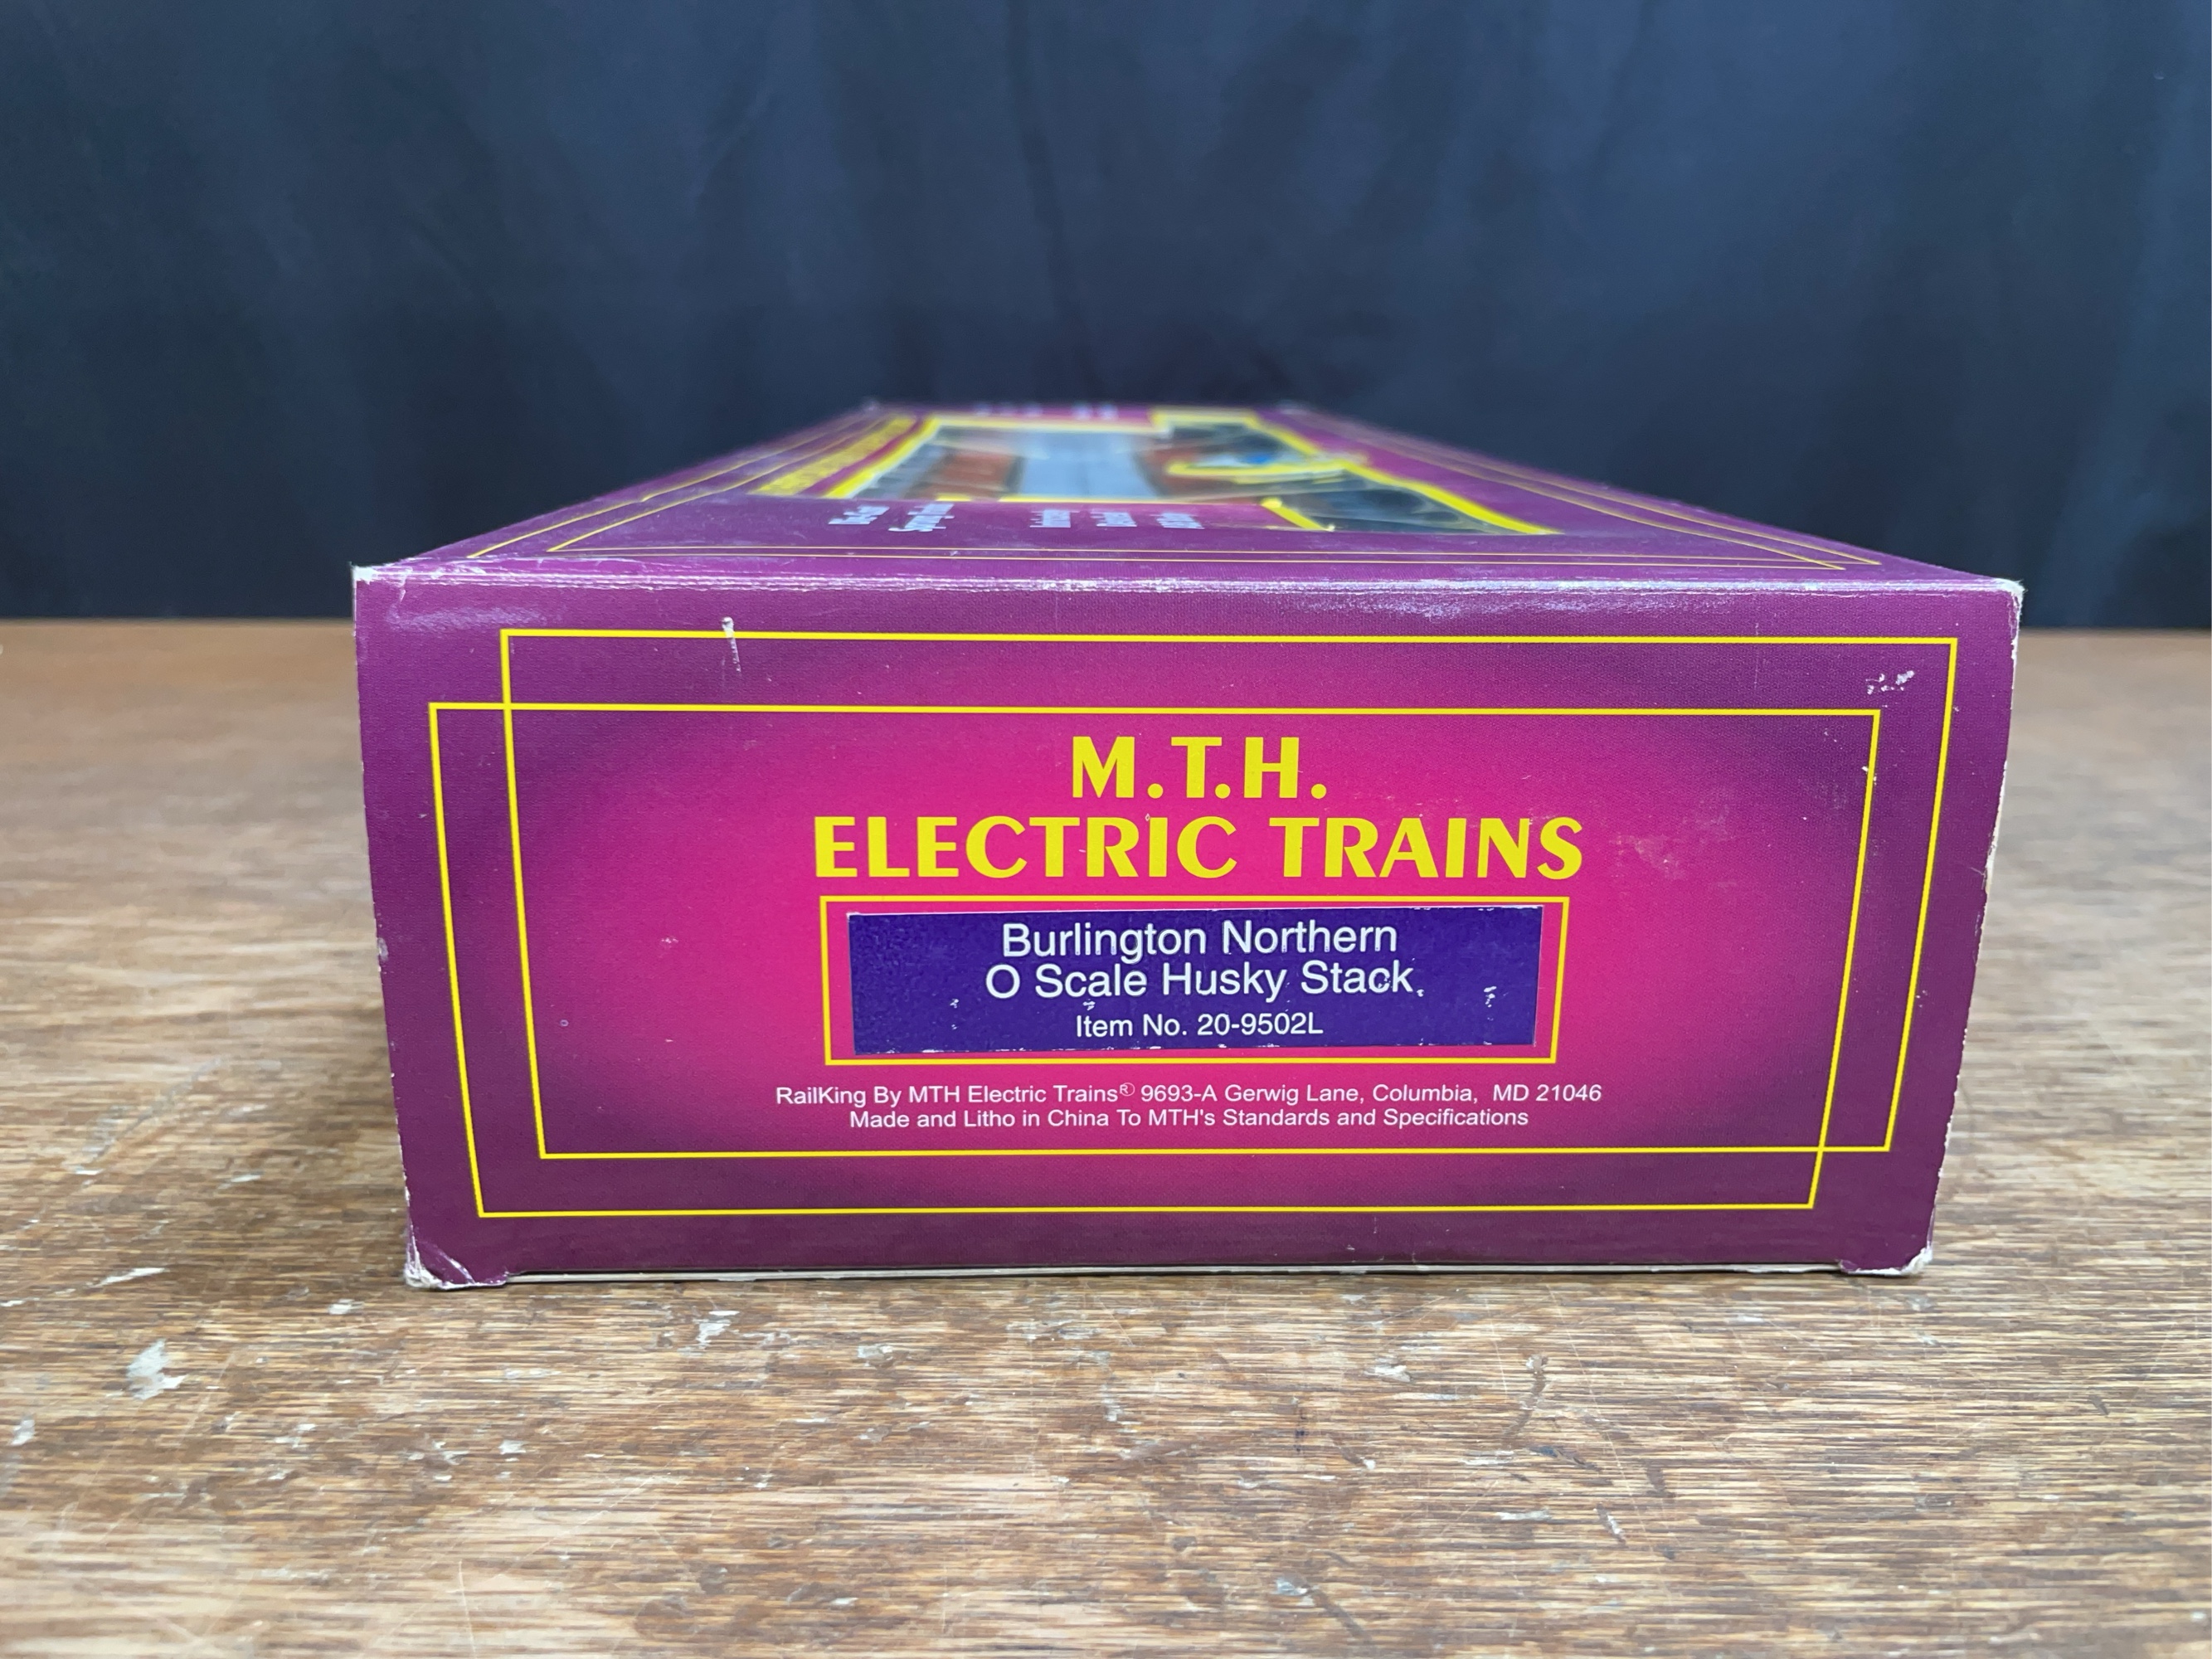 M.T.H.
ELECTRIC TRAINS
Burlington Northern
O Scale Husky Stack
Item No. 20-9502L
RailKing By MTH Electric Trains® 9693-A Gerwig Lane, Columbia, MD 21046
Made and Litho in China To MTH's Standards and Specifications